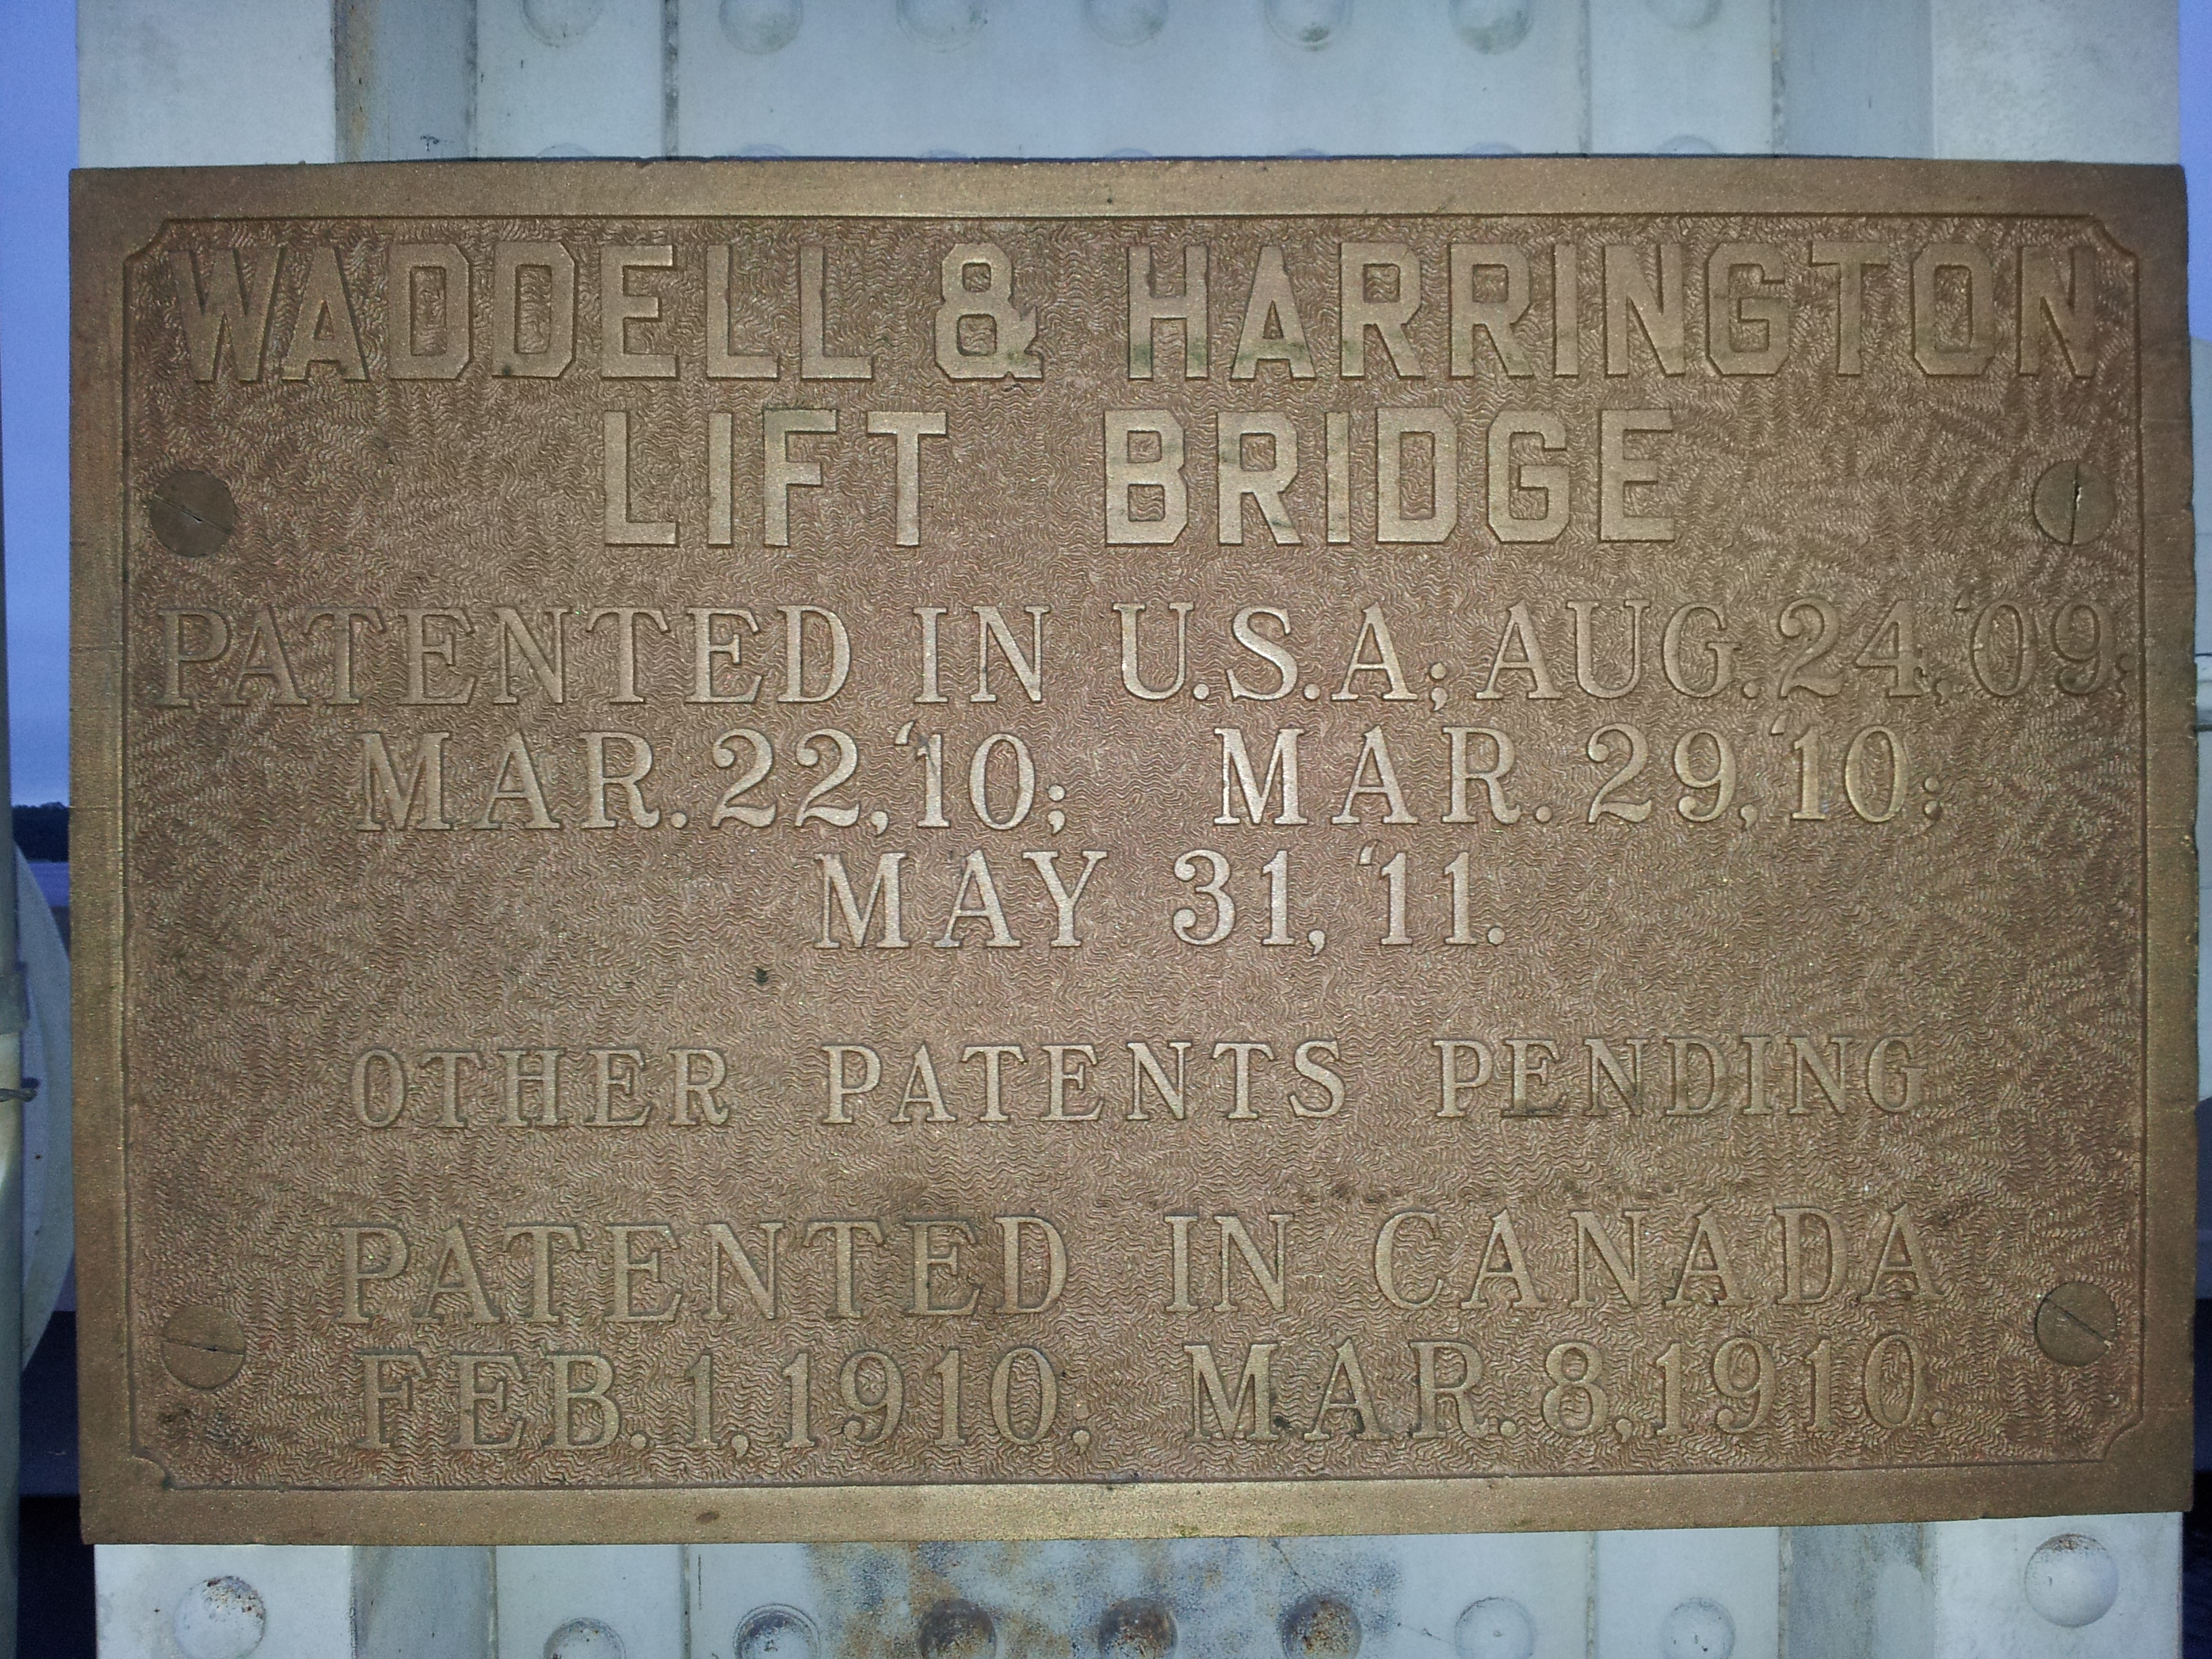 WADDELL & HARRINGTON
LIFT BRIDGE
PATENTED IN U.S.A; AUG. 24, '09;
MAR. 22, '10; MAR. 29, '10;
MAY 31, '11.
OTHER PATENTS PENDING
PATENTED IN CANADA
FEB. 1, 1910, MAR. 8, 1910.